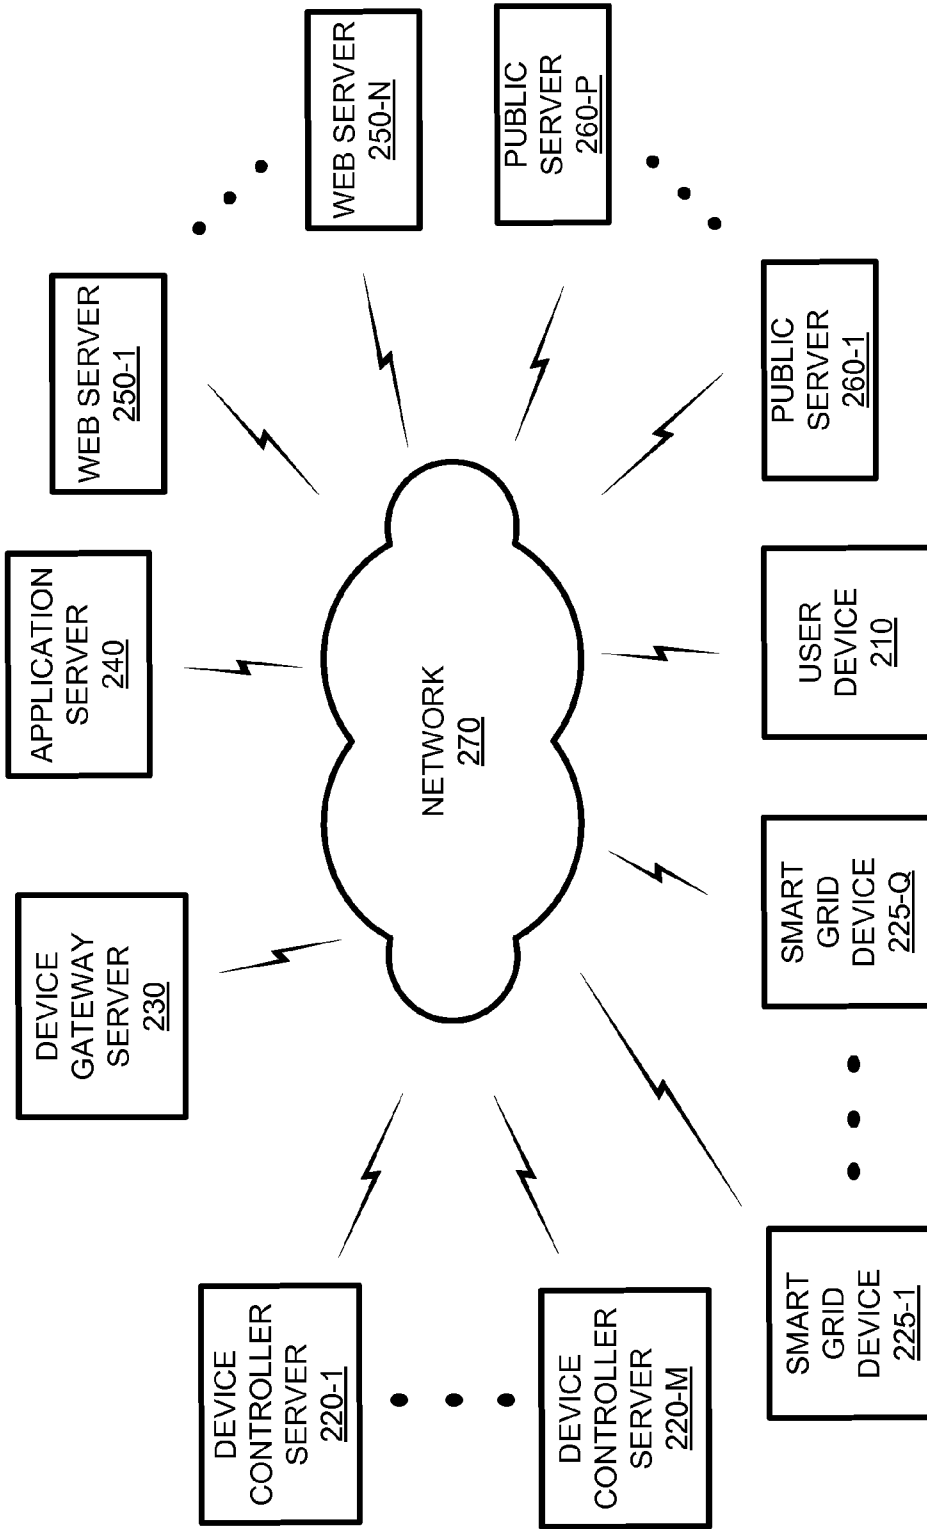 DEVICE
GATEWAY
SERVER
230
APPLICATION
SERVER
240
WEB SERVER
250-1
WEB SERVER
250-N
DEVICE
CONTROLLER
SERVER
220-1
DEVICE
CONTROLLER
SERVER
220-M
NETWORK
270
PUBLIC
SERVER
260-P
PUBLIC
SERVER
260-1
SMART
GRID
DEVICE
225-1
SMART
GRID
DEVICE
225-Q
USER
DEVICE
210